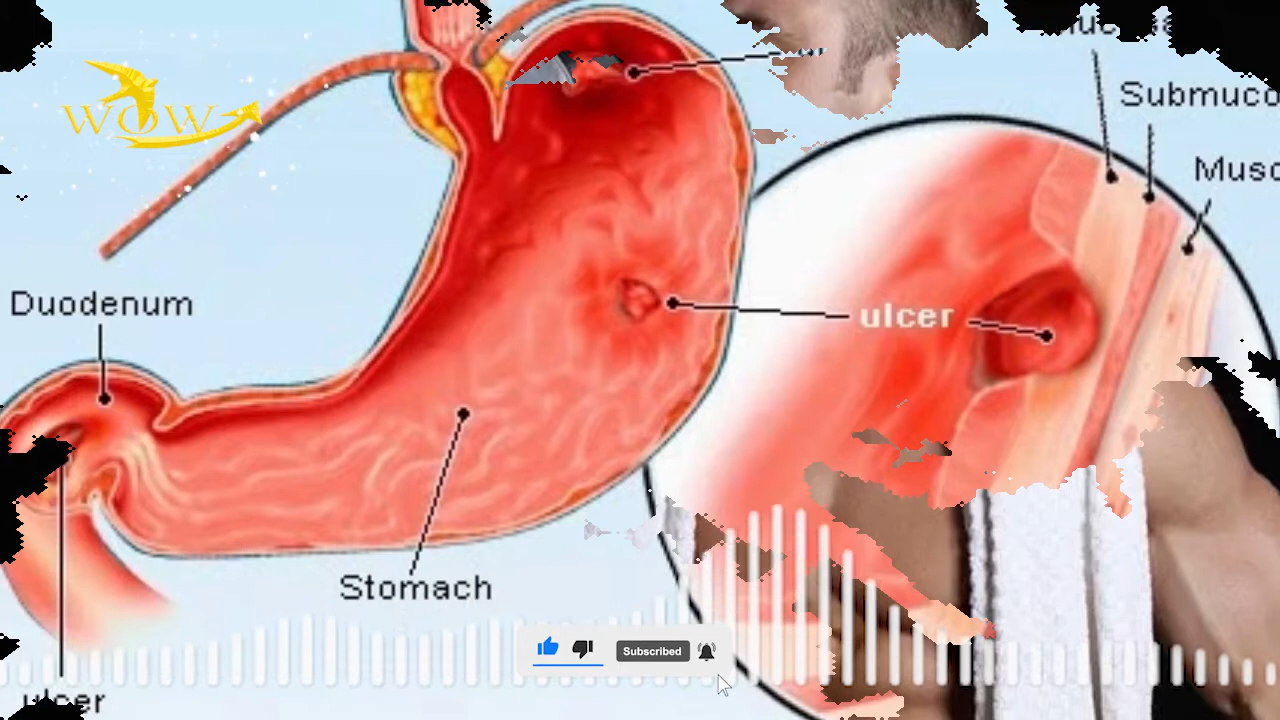 WOW
Submuco
Musc
Duodenum
ulcer
Stomach
Subscribed
ulcer